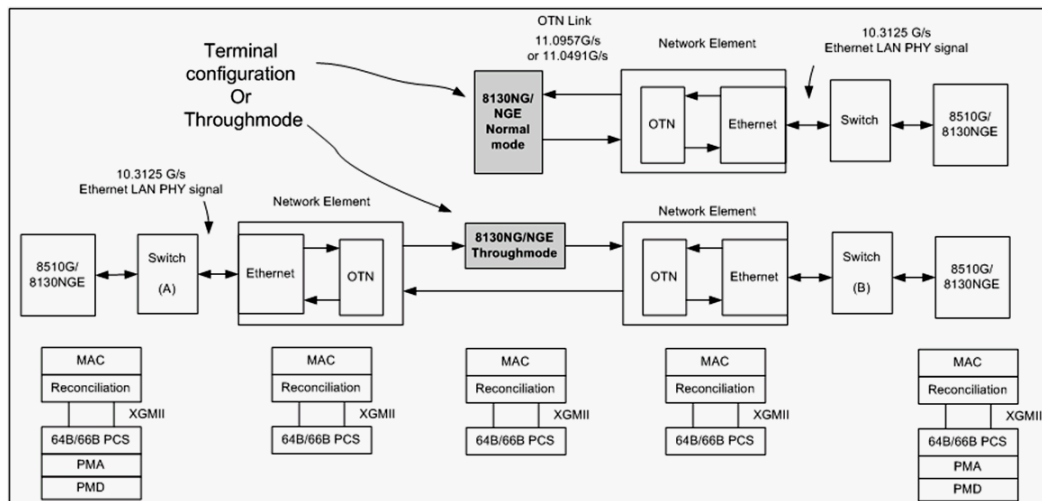 OTN Link
11.0957G/s
or 11.0491G/s
Network Element
10.3125 G/s
Ethernet LAN PHY signal
Terminal
configuration
Or
Throughmode
8130NG/
NGE
Normal
mode
OTN
Ethernet
Switch
8510G/
8130NGE
10.3125 G/s
Ethernet LAN PHY signal
Network Element
Network Element
8510G/
8130NGE
Switch
(A)
Ethernet
OTN
8130NG/NGE
Throughmode
OTN
Ethernet
Switch
(B)
8510G/
8130NGE
MAC
Reconciliation
XGMII
64B/66B PCS
PMA
PMD
MAC
Reconciliation
XGMII
64B/66B PCS
MAC
Reconciliation
XGMII
64B/66B PCS
MAC
Reconciliation
XGMII
64B/66B PCS
MAC
Reconciliation
XGMII
64B/66B PCS
PMA
PMD